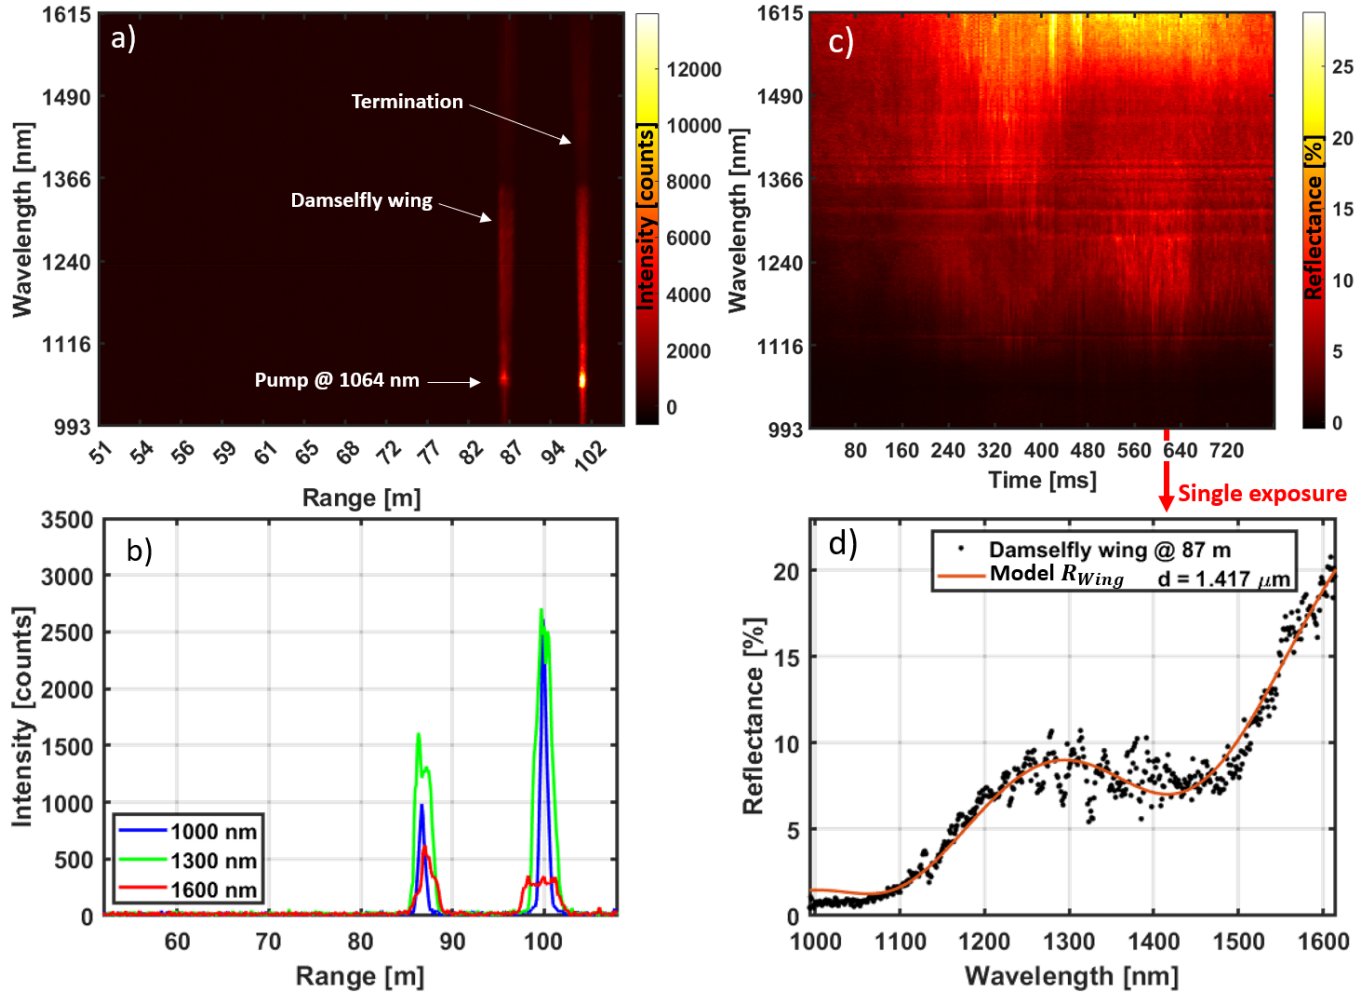 a)
1615
1490
1366
1240
1116
993
Wavelength [nm]
Termination
Damselfly wing
Pump @ 1064 nm
51 54 56 59 61 65 68 72 77 82 87 94 102
Range [m]
12000
10000
8000
6000
4000
2000
0
Intensity [counts]
c)
1615
1490
1366
1240
1116
993
Wavelength [nm]
80 160 240 320 400 480 560 640 720
Time [ms]
25
20
15
10
5
0
Reflectance [%]
Single exposure
b)
3500
3000
2500
2000
1500
1000
500
0
Intensity [counts]
1000 nm
1300 nm
1600 nm
60 70 80 90 100
Range [m]
d)
Damselfly wing @ 87 m
Model R_Wing d = 1.417 μm
20
15
10
5
0
Reflectance [%]
1000 1100 1200 1300 1400 1500 1600
Wavelength [nm]